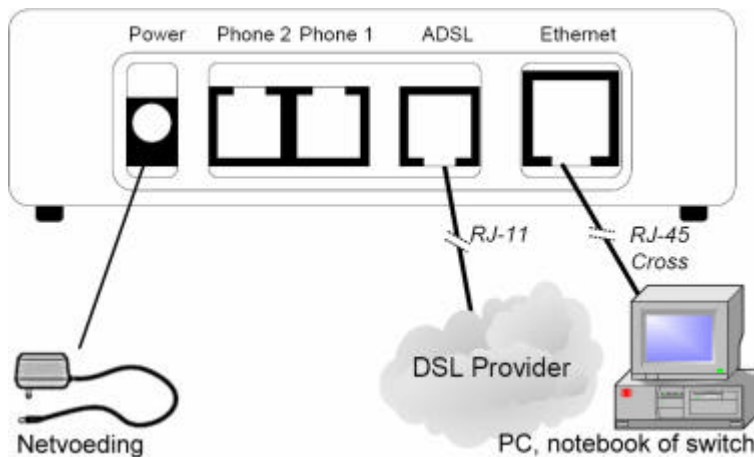 Power Phone 2 Phone 1 ADSL Ethernet
RJ-11
RJ-45
Cross
DSL Provider
Netvoeding
PC, notebook of switch